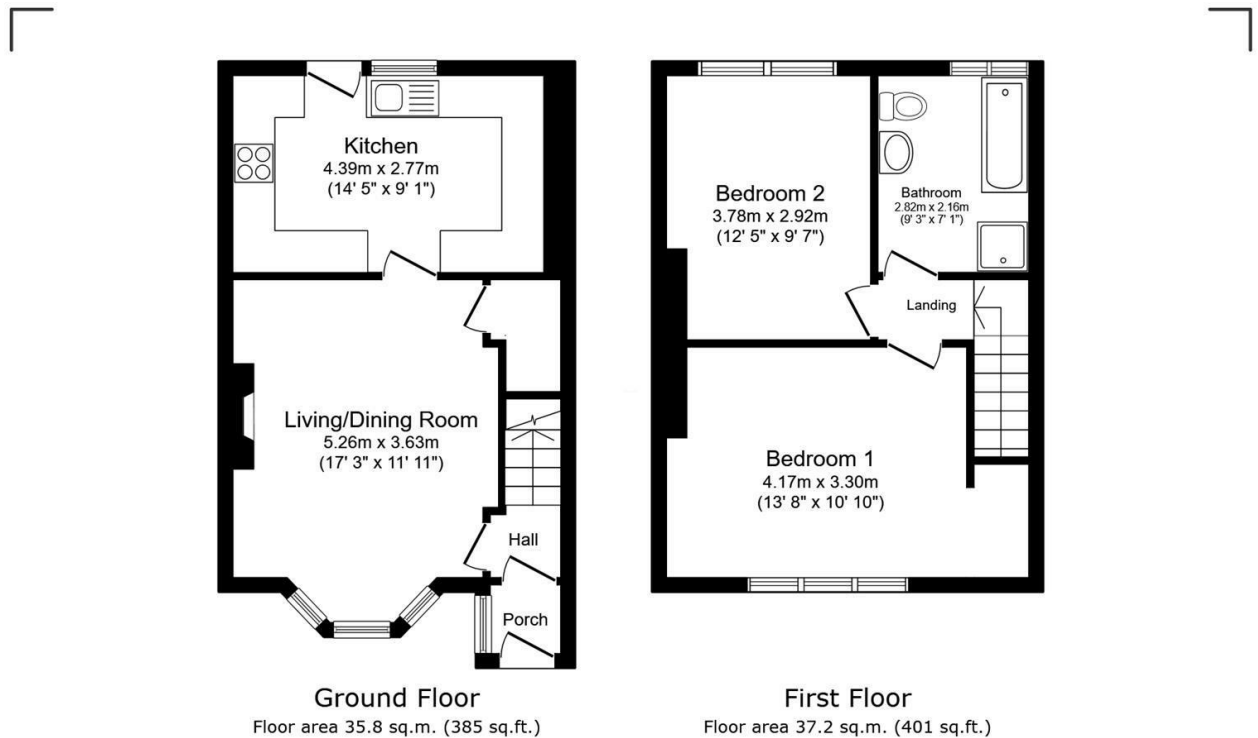 Kitchen
4.39m x 2.77m
(14' 5" x 9' 1")
Living/Dining Room
5.26m x 3.63m
(17' 3" x 11' 11")
Hall
Porch
Ground Floor
Floor area 35.8 sq.m. (385 sq.ft.)
Bedroom 2
3.78m x 2.92m
(12' 5" x 9' 7")
Bathroom
2.82m x 2.16m
(9' 3" x 7' 1")
Landing
Bedroom 1
4.17m x 3.30m
(13' 8" x 10' 10")
First Floor
Floor area 37.2 sq.m. (401 sq.ft.)